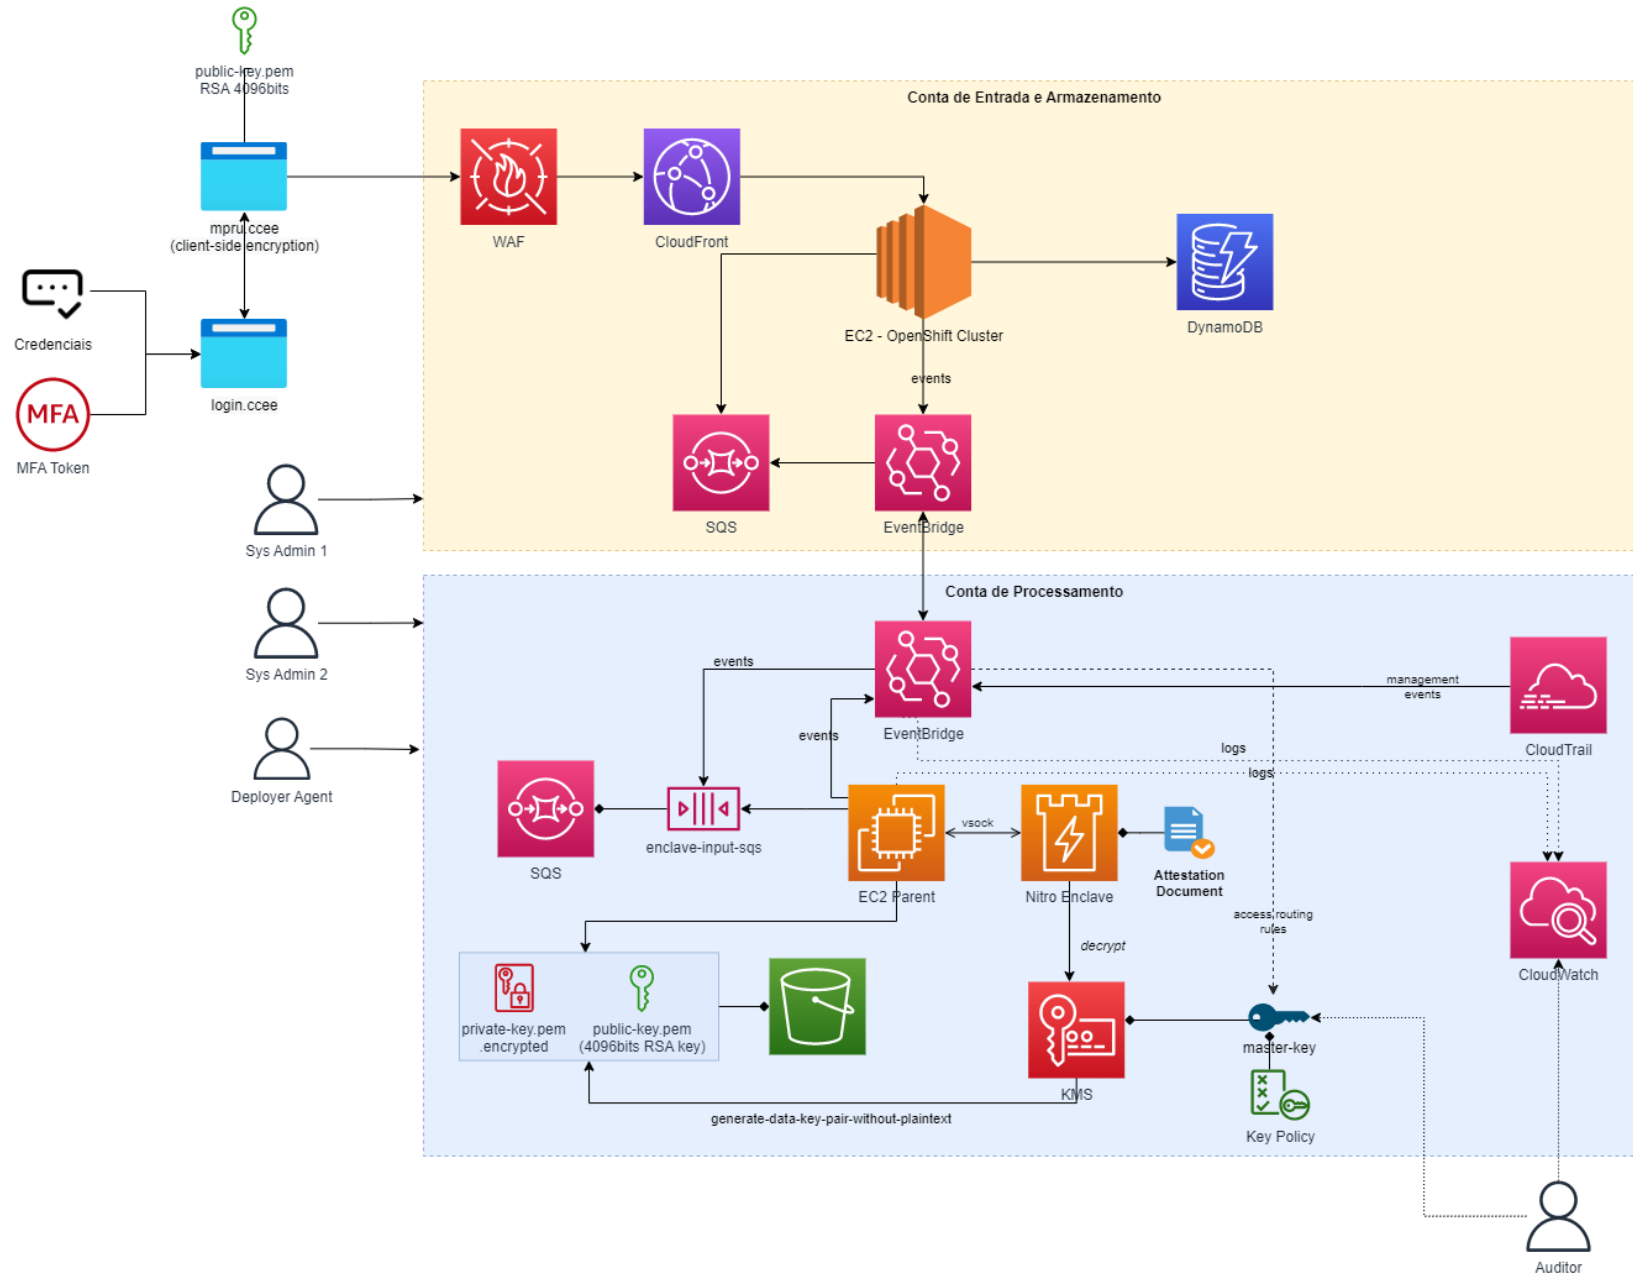 public-key.pem
RSA 4096bits
Conta de Entrada e Armazenamento
mpru.ccee
(client-side encryption)
WAF
CloudFront
DynamoDB
EC2 - OpenShift Cluster
events
Credenciais
login.ccee
MFA
MFA Token
SQS
EventBridge
Sys Admin 1
Conta de Processamento
Sys Admin 2
events
management
events
EventBridge
events
logs
CloudTrail
logs
Deployer Agent
vsock
enclave-input-sqs
SQS
EC2 Parent
Nitro Enclave
Attestation
Document
access routing
rules
decrypt
CloudWatch
private-key.pem
.encrypted
public-key.pem
(4096bits RSA key)
master-key
KMS
generate-data-key-pair-without-plaintext
Key Policy
Auditor